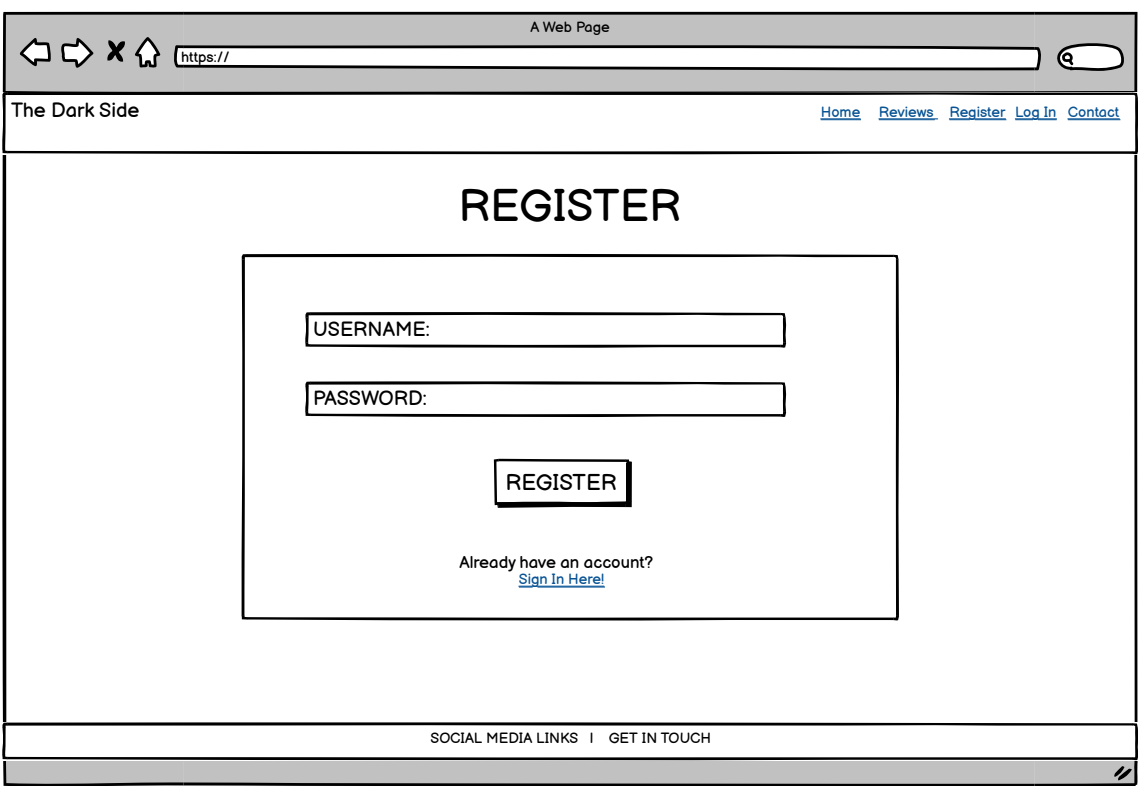 A Web Page
https://
The Dark Side
Home Reviews Register Log In Contact
REGISTER
USERNAME:
PASSWORD:
REGISTER
Already have an account?
Sign In Here!
SOCIAL MEDIA LINKS | GET IN TOUCH